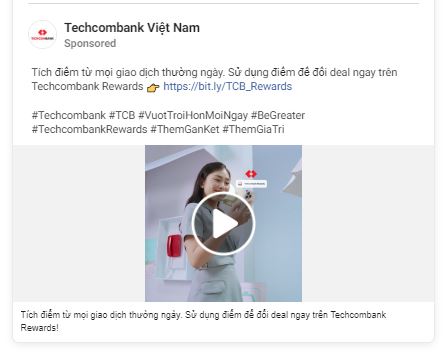 Techcombank Việt Nam
TECHCOMBANK
Sponsored
Tích điểm từ mọi giao dịch thường ngày. Sử dụng điểm để đổi deal ngay trên
Techcombank Rewards 👉 https://bit.ly/TCB_Rewards
#Techcombank #TCB #VuotTroiHonMoiNgay #BeGreater
#TechcombankRewards #ThemGanKet #ThemGiaTri
Techcombank Rewards
Tích điểm từ mọi giao dịch thường ngày. Sử dụng điểm để đổi deal ngay trên Techcombank
Rewards!